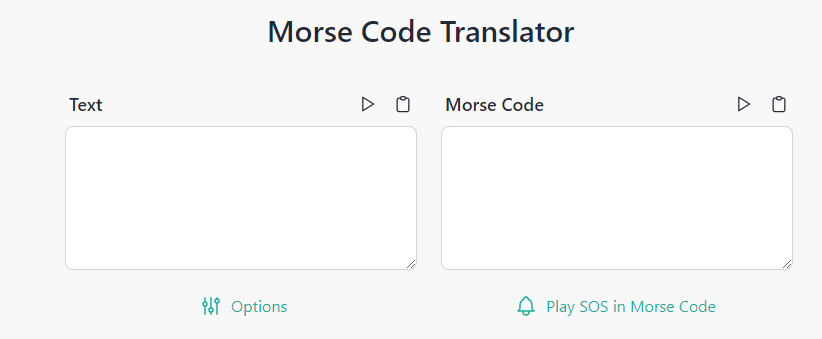 Morse Code Translator
Text
Morse Code
Options
Play SOS in Morse Code